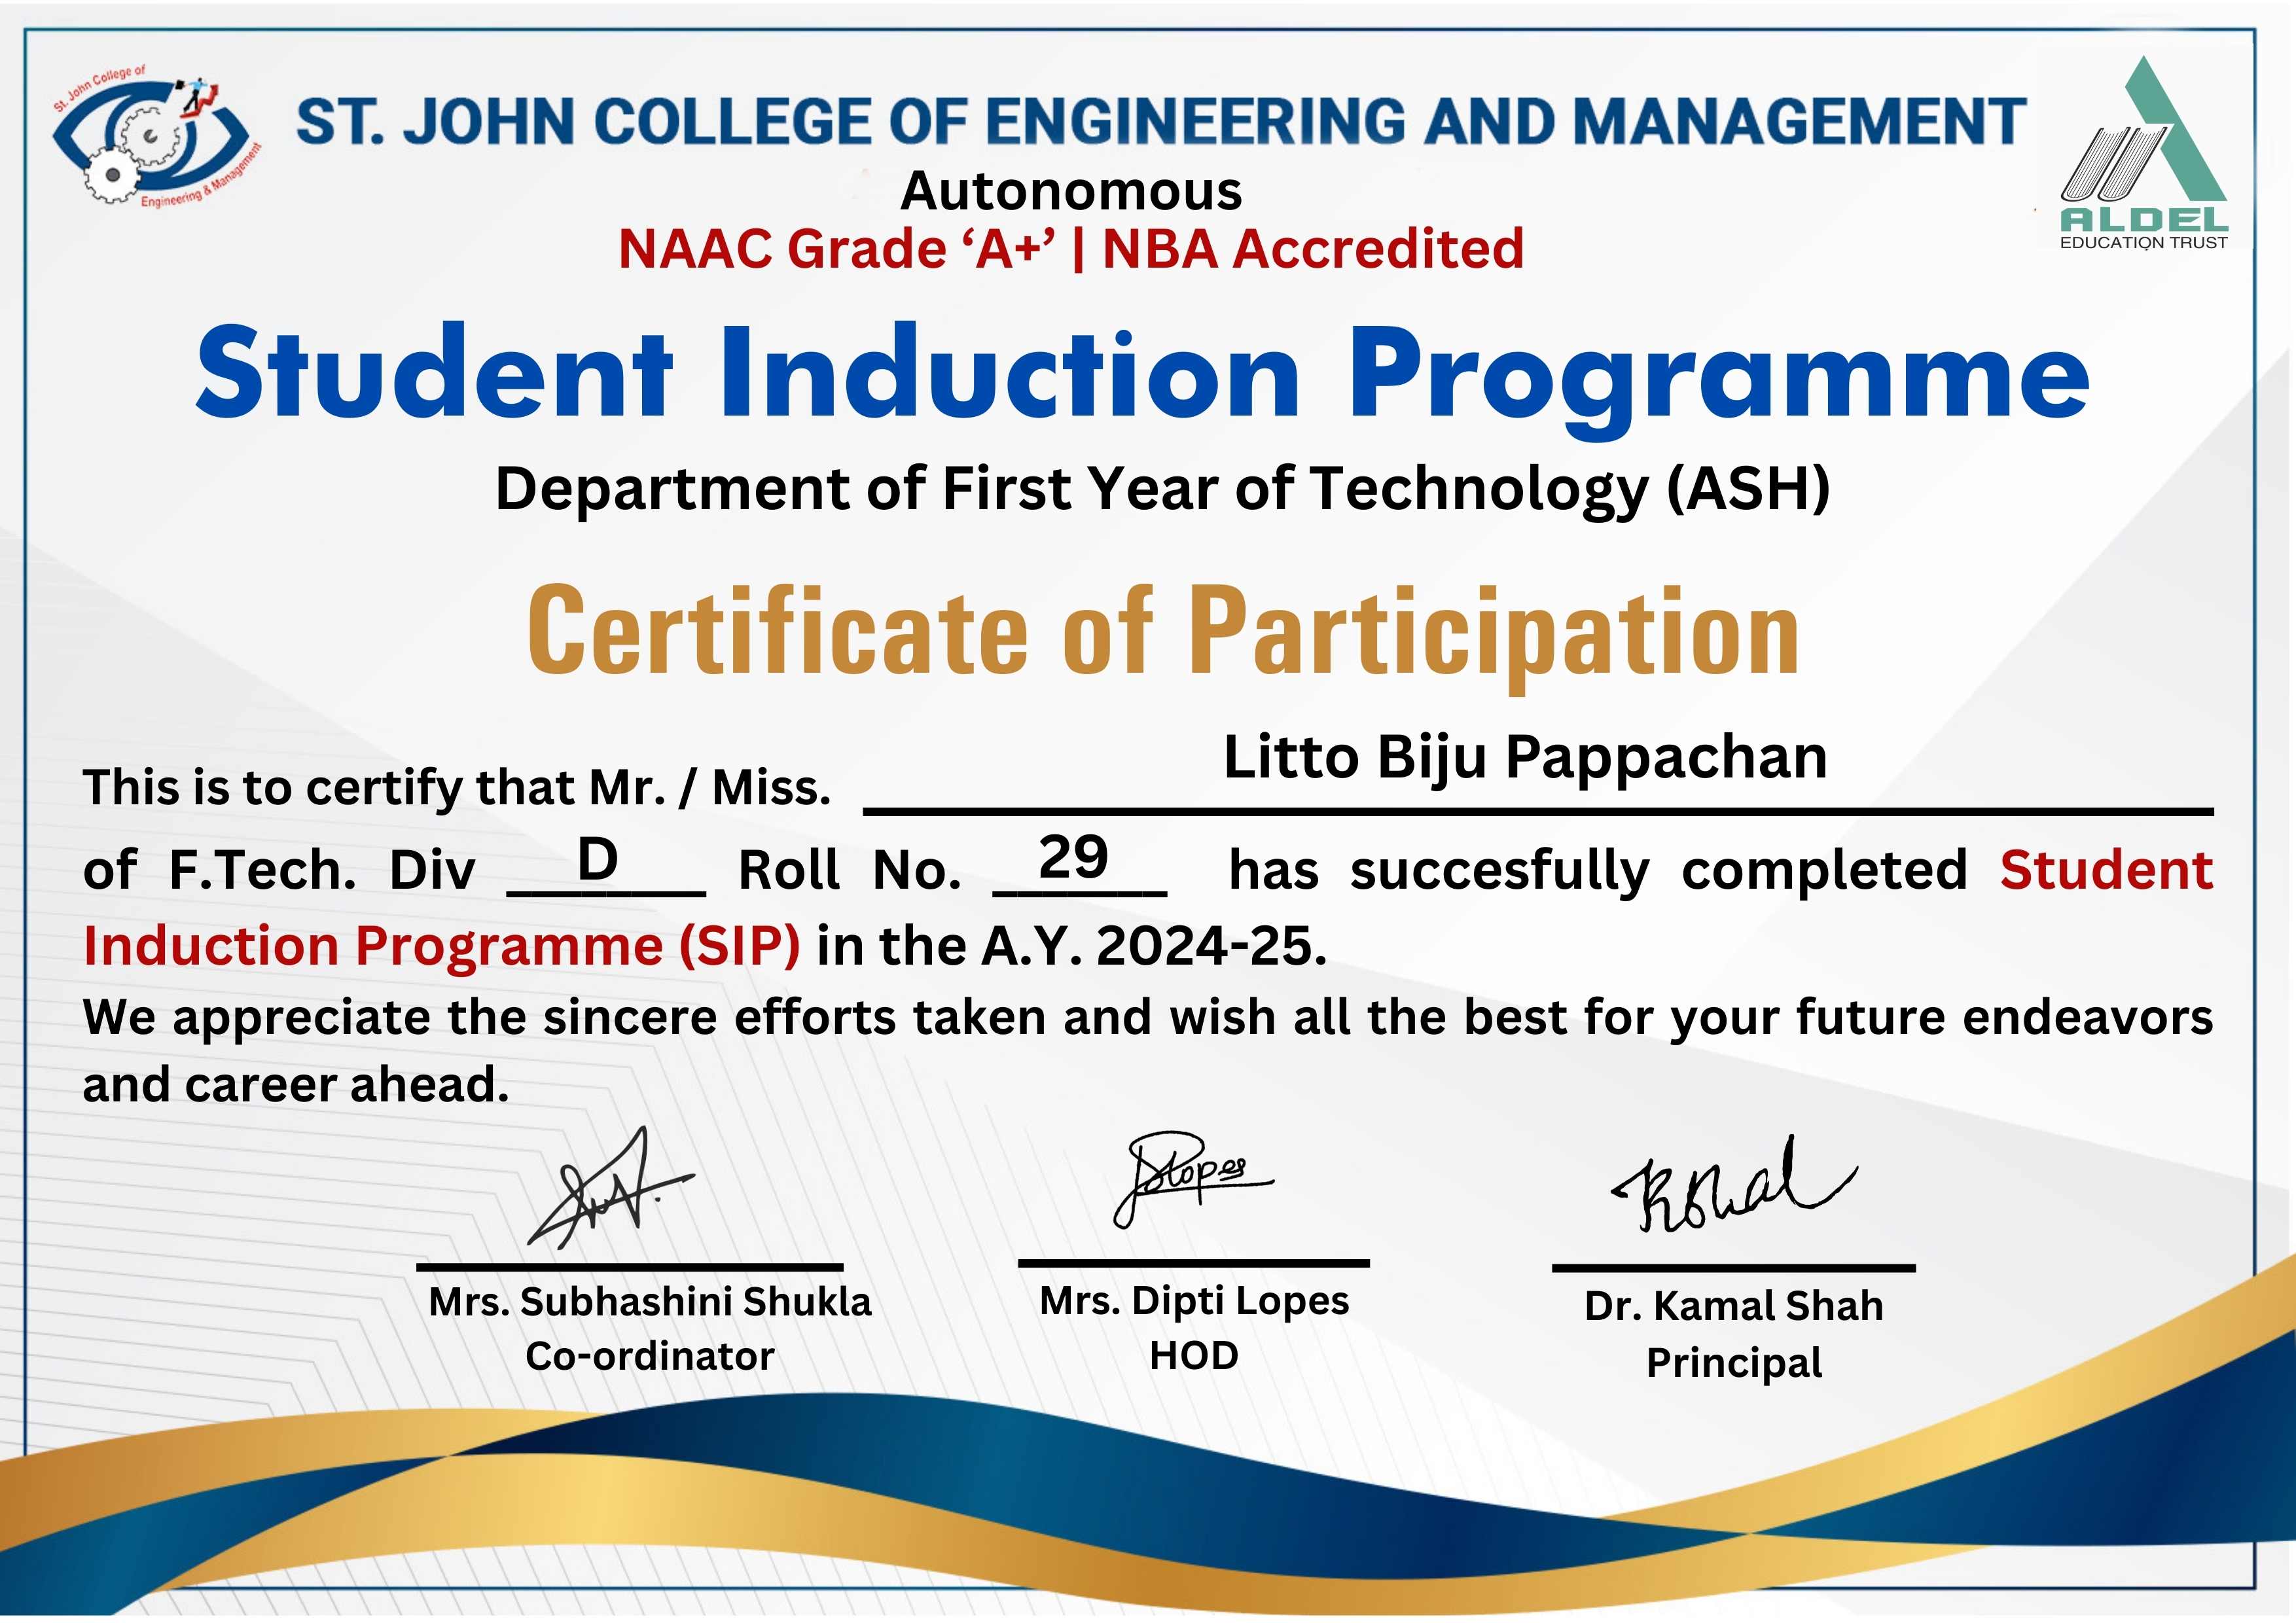 St. John College of
Engineering & Management
ST. JOHN COLLEGE OF ENGINEERING AND MANAGEMENT
Autonomous
NAAC Grade ‘A+’ | NBA Accredited
ALDEL
EDUCATION TRUST
Student Induction Programme
Department of First Year of Technology (ASH)
Certificate of Participation
This is to certify that Mr. / Miss. Litto Biju Pappachan
of F.Tech. Div D Roll No. 29 has succesfully completed Student
Induction Programme (SIP) in the A.Y. 2024-25.
We appreciate the sincere efforts taken and wish all the best for your future endeavors
and career ahead.
Mrs. Subhashini Shukla
Co-ordinator
Mrs. Dipti Lopes
HOD
Dr. Kamal Shah
Principal